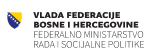 VLADA FEDERACIJE
BOSNE I HERCEGOVINE
FEDERALNO MINISTARSTVO
RADA I SOCIJALNE POLITIKE